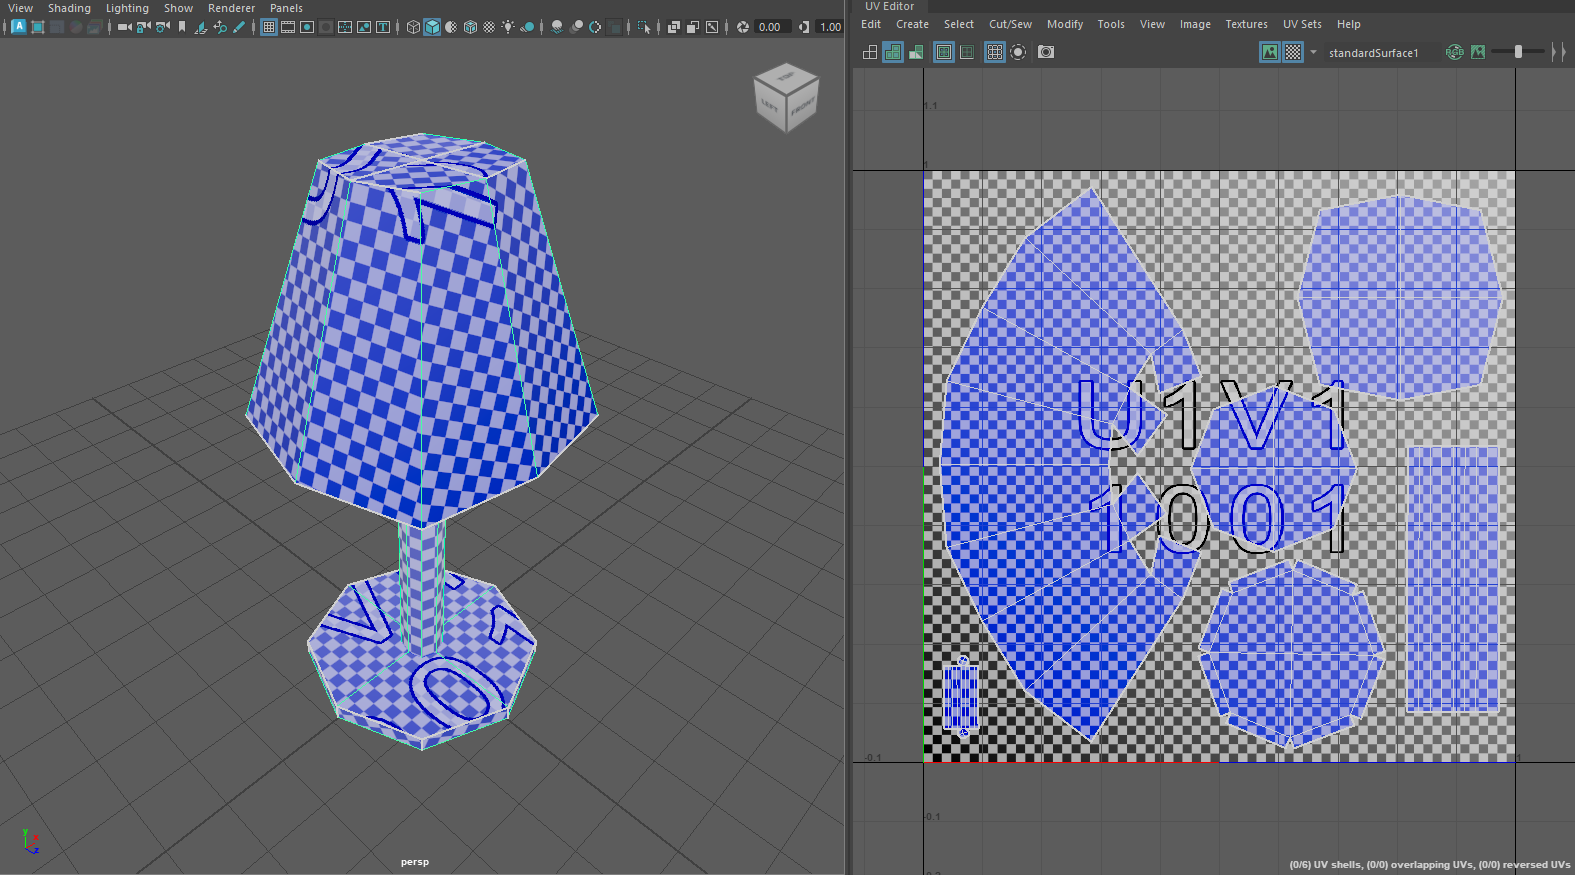 View Shading Lighting Show Renderer Panels
0.00 1.00
TOP
LEFT FRONT
persp
UV Editor
Edit Create Select Cut/Sew Modify Tools View Image Textures UV Sets Help
standardSurface1
RGB
1.1
1
U1V1
1001
-0.1
1
-0.1
(0/6) UV shells, (0/0) overlapping UVs, (0/0) reversed UVs
y
x
z